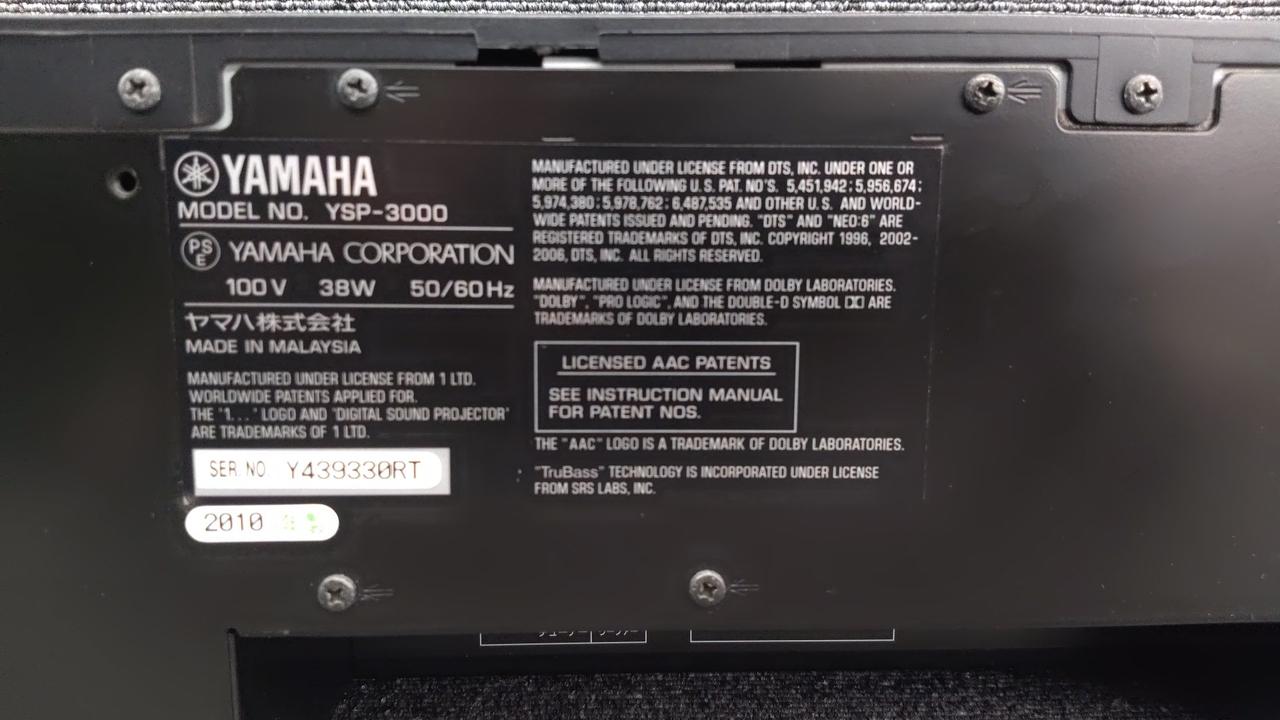 YAMAHA
MODEL NO. YSP-3000
PS
E
YAMAHA CORPORATION
100V 38W 50/60Hz
ヤマハ株式会社
MADE IN MALAYSIA
MANUFACTURED UNDER LICENSE FROM 1 LTD.
WORLDWIDE PATENTS APPLIED FOR.
THE "1..." LOGO AND "DIGITAL SOUND PROJECTOR"
ARE TRADEMARKS OF 1 LTD.
SER. NO. Y439330RT
2010
MANUFACTURED UNDER LICENSE FROM DTS, INC. UNDER ONE OR
MORE OF THE FOLLOWING U.S. PAT. NO'S. 5,451,942; 5,956,674;
5,974,380; 5,978,762; 6,487,535 AND OTHER U.S. AND WORLD-
WIDE PATENTS ISSUED AND PENDING. "DTS" AND "NEO:6" ARE
REGISTERED TRADEMARKS OF DTS, INC. COPYRIGHT 1996, 2002-
2006, DTS, INC. ALL RIGHTS RESERVED.
MANUFACTURED UNDER LICENSE FROM DOLBY LABORATORIES.
"DOLBY", "PRO LOGIC", AND THE DOUBLE-D SYMBOL ARE
TRADEMARKS OF DOLBY LABORATORIES.
LICENSED AAC PATENTS
SEE INSTRUCTION MANUAL
FOR PATENT NOS.
THE "AAC" LOGO IS A TRADEMARK OF DOLBY LABORATORIES.
"TruBass" TECHNOLOGY IS INCORPORATED UNDER LICENSE
FROM SRS LABS, INC.